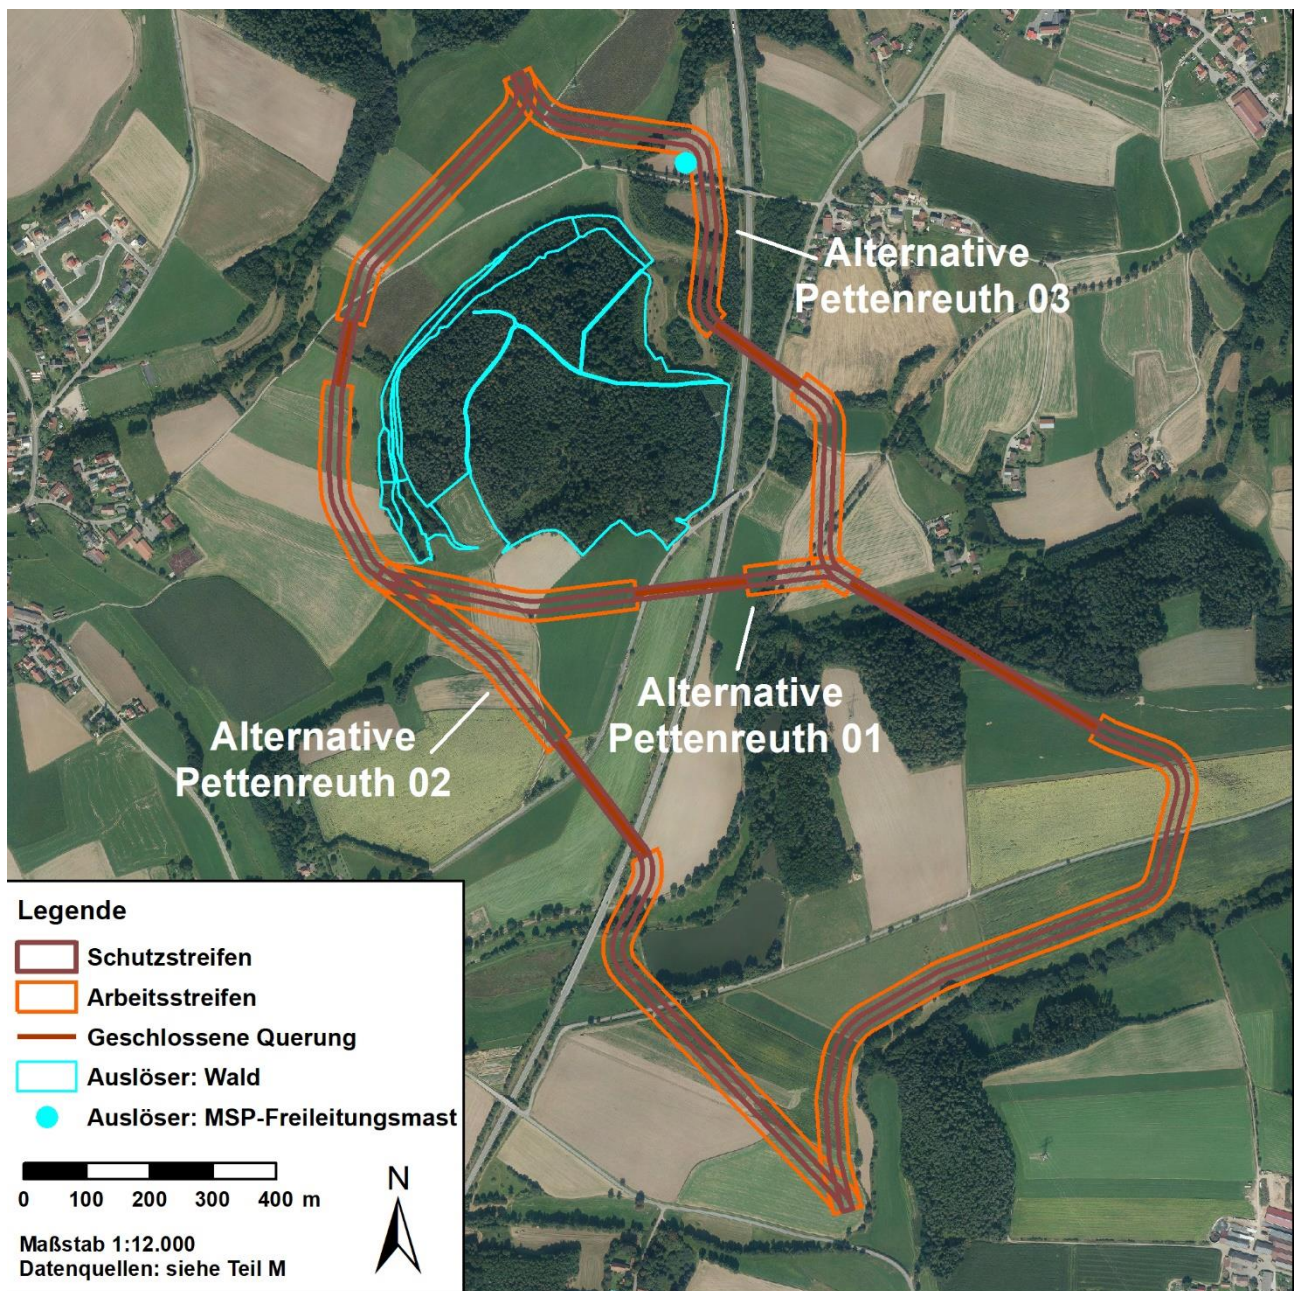 Alternative
Pettenreuth 03
Alternative
Pettenreuth 01
Alternative
Pettenreuth 02
Legende
Schutzstreifen
Arbeitsstreifen
Geschlossene Querung
Auslöser: Wald
Auslöser: MSP-Freileitungsmast
0 100 200 300 400 m
N
Maßstab 1:12.000
Datenquellen: siehe Teil M